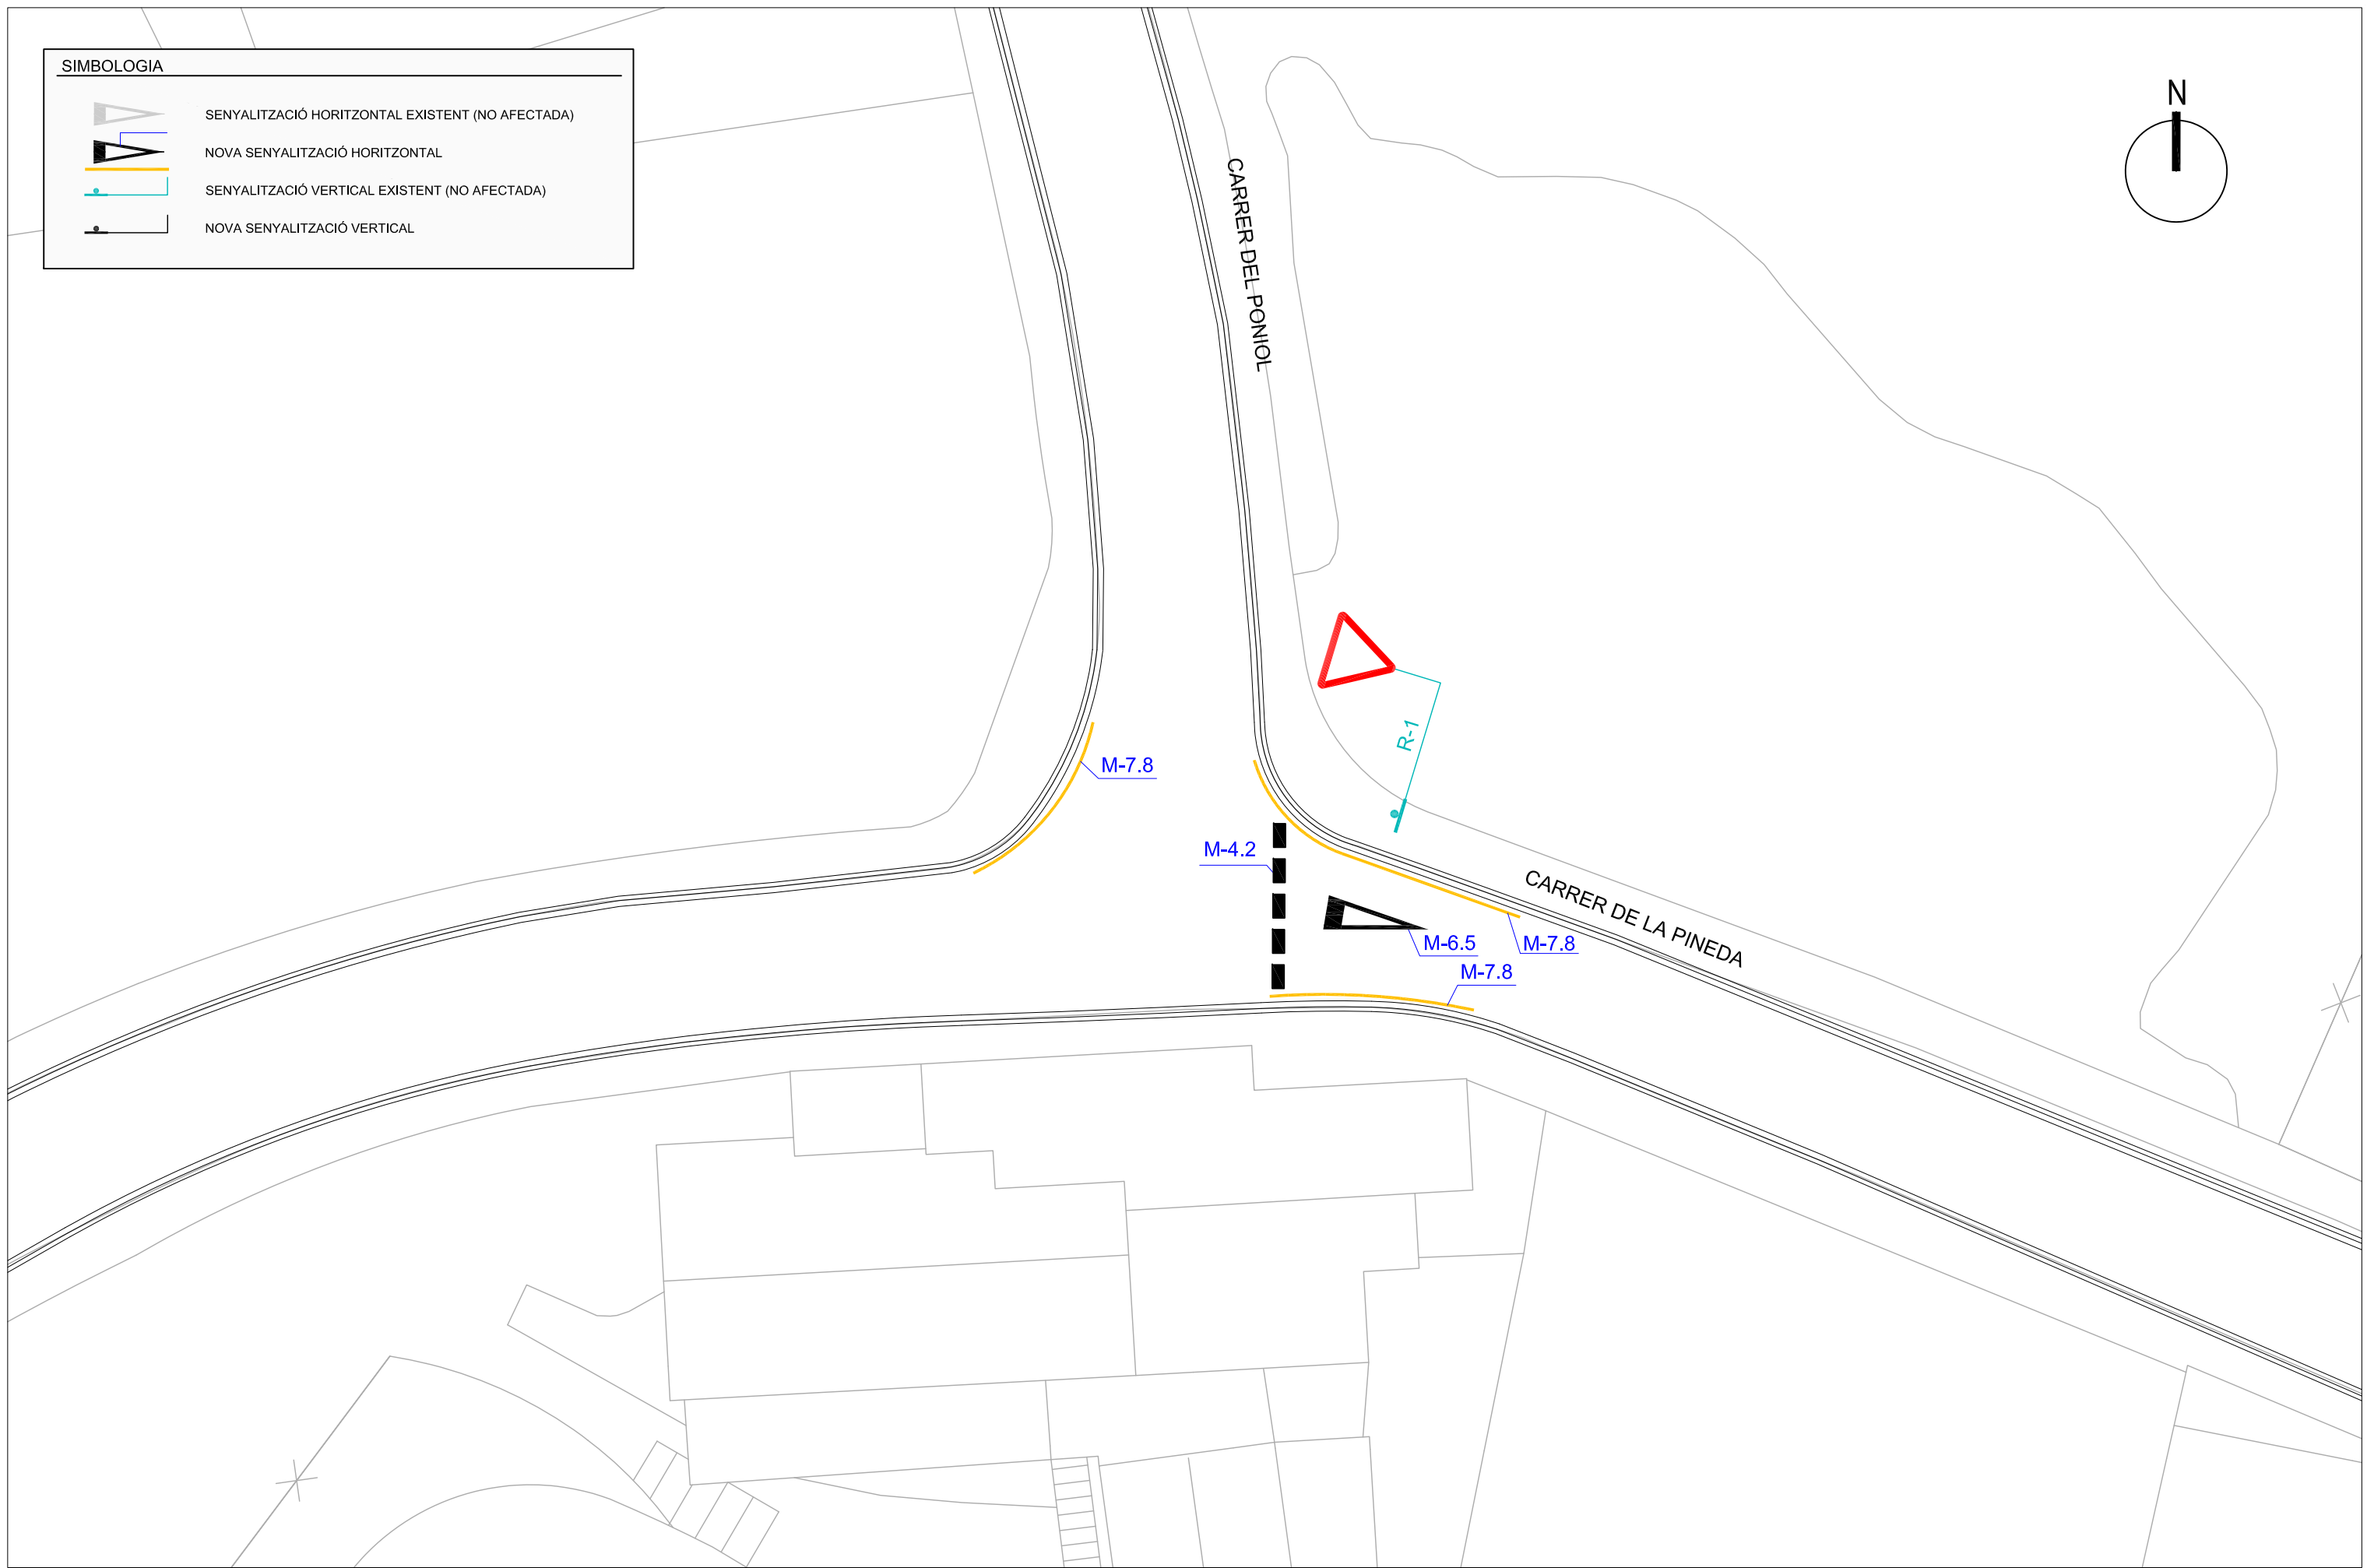 SIMBOLOGIA
SENYALITZACIÓ HORITZONTAL EXISTENT (NO AFECTADA)
NOVA SENYALITZACIÓ HORITZONTAL
SENYALITZACIÓ VERTICAL EXISTENT (NO AFECTADA)
NOVA SENYALITZACIÓ VERTICAL
N
CARRER DEL PONIOL
R-1
M-7.8
M-4.2
CARRER DE LA PINEDA
M-6.5
M-7.8
M-7.8